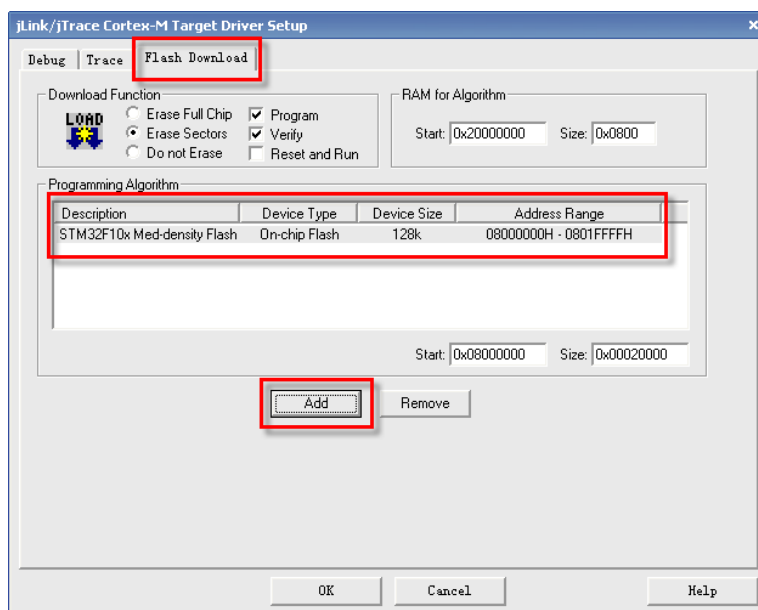 jLink/jTrace Cortex-M Target Driver Setup
Debug Trace Flash Download
Download Function
LOAD
Erase Full Chip
Erase Sectors
Do not Erase
Program
Verify
Reset and Run
RAM for Algorithm
Start: 0x20000000 Size: 0x0800
Programming Algorithm
Description Device Type Device Size Address Range
STM32F10x Med-density Flash On-chip Flash 128k 08000000H - 0801FFFFH
Start: 0x08000000 Size: 0x00020000
Add Remove
OK Cancel Help